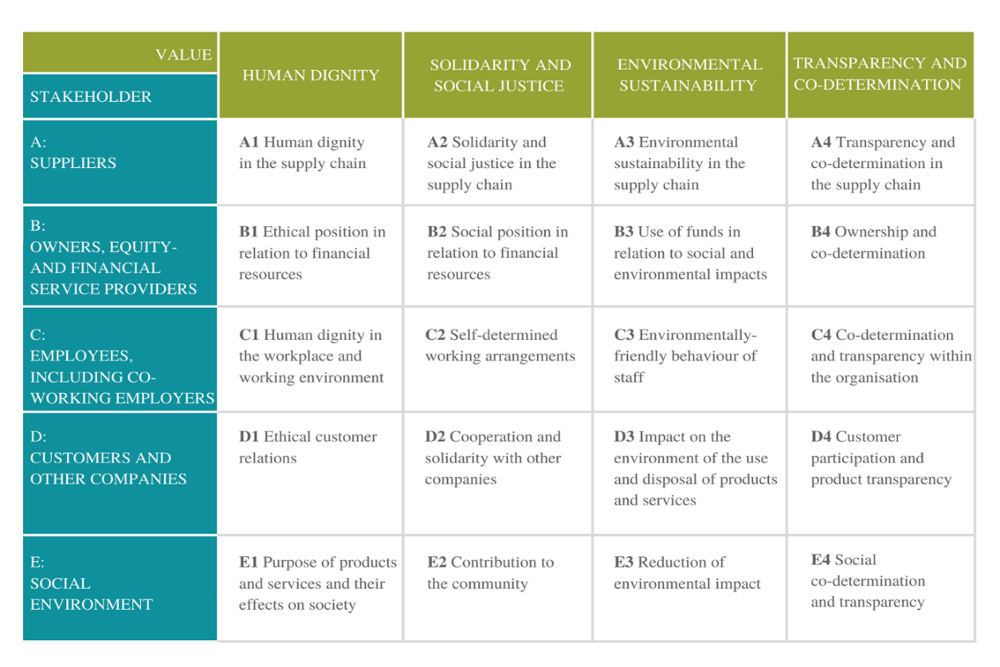 VALUE
STAKEHOLDER
HUMAN DIGNITY
SOLIDARITY AND
SOCIAL JUSTICE
ENVIRONMENTAL
SUSTAINABILITY
TRANSPARENCY AND
CO-DETERMINATION
A:
SUPPLIERS
A1 Human dignity
in the supply chain
A2 Solidarity and
social justice in the
supply chain
A3 Environmental
sustainability in the
supply chain
A4 Transparency and
co-determination in
the supply chain
B:
OWNERS, EQUITY-
AND FINANCIAL
SERVICE PROVIDERS
B1 Ethical position in
relation to financial
resources
B2 Social position in
relation to financial
resources
B3 Use of funds in
relation to social and
environmental impacts
B4 Ownership and
co-determination
C:
EMPLOYEES,
INCLUDING CO-
WORKING EMPLOYERS
C1 Human dignity in
the workplace and
working environment
C2 Self-determined
working arrangements
C3 Environmentally-
friendly behaviour of
staff
C4 Co-determination
and transparency within
the organisation
D:
CUSTOMERS AND
OTHER COMPANIES
D1 Ethical customer
relations
D2 Cooperation and
solidarity with other
companies
D3 Impact on the
environment of the use
and disposal of products
and services
D4 Customer
participation and
product transparency
E:
SOCIAL
ENVIRONMENT
E1 Purpose of products
and services and their
effects on society
E2 Contribution to
the community
E3 Reduction of
environmental impact
E4 Social
co-determination
and transparency